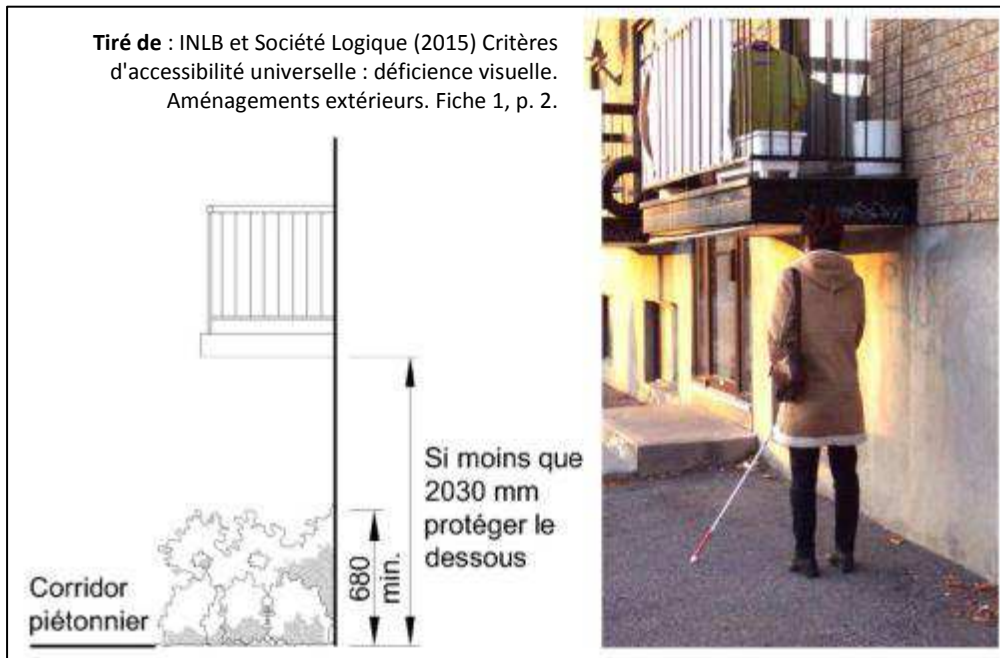 Tiré de : INLB et Société Logique (2015) Critères
d'accessibilité universelle : déficience visuelle.
Aménagements extérieurs. Fiche 1, p. 2.
Si moins que
2030 mm
protéger le
dessous
680
min.
Corridor
piétonnier